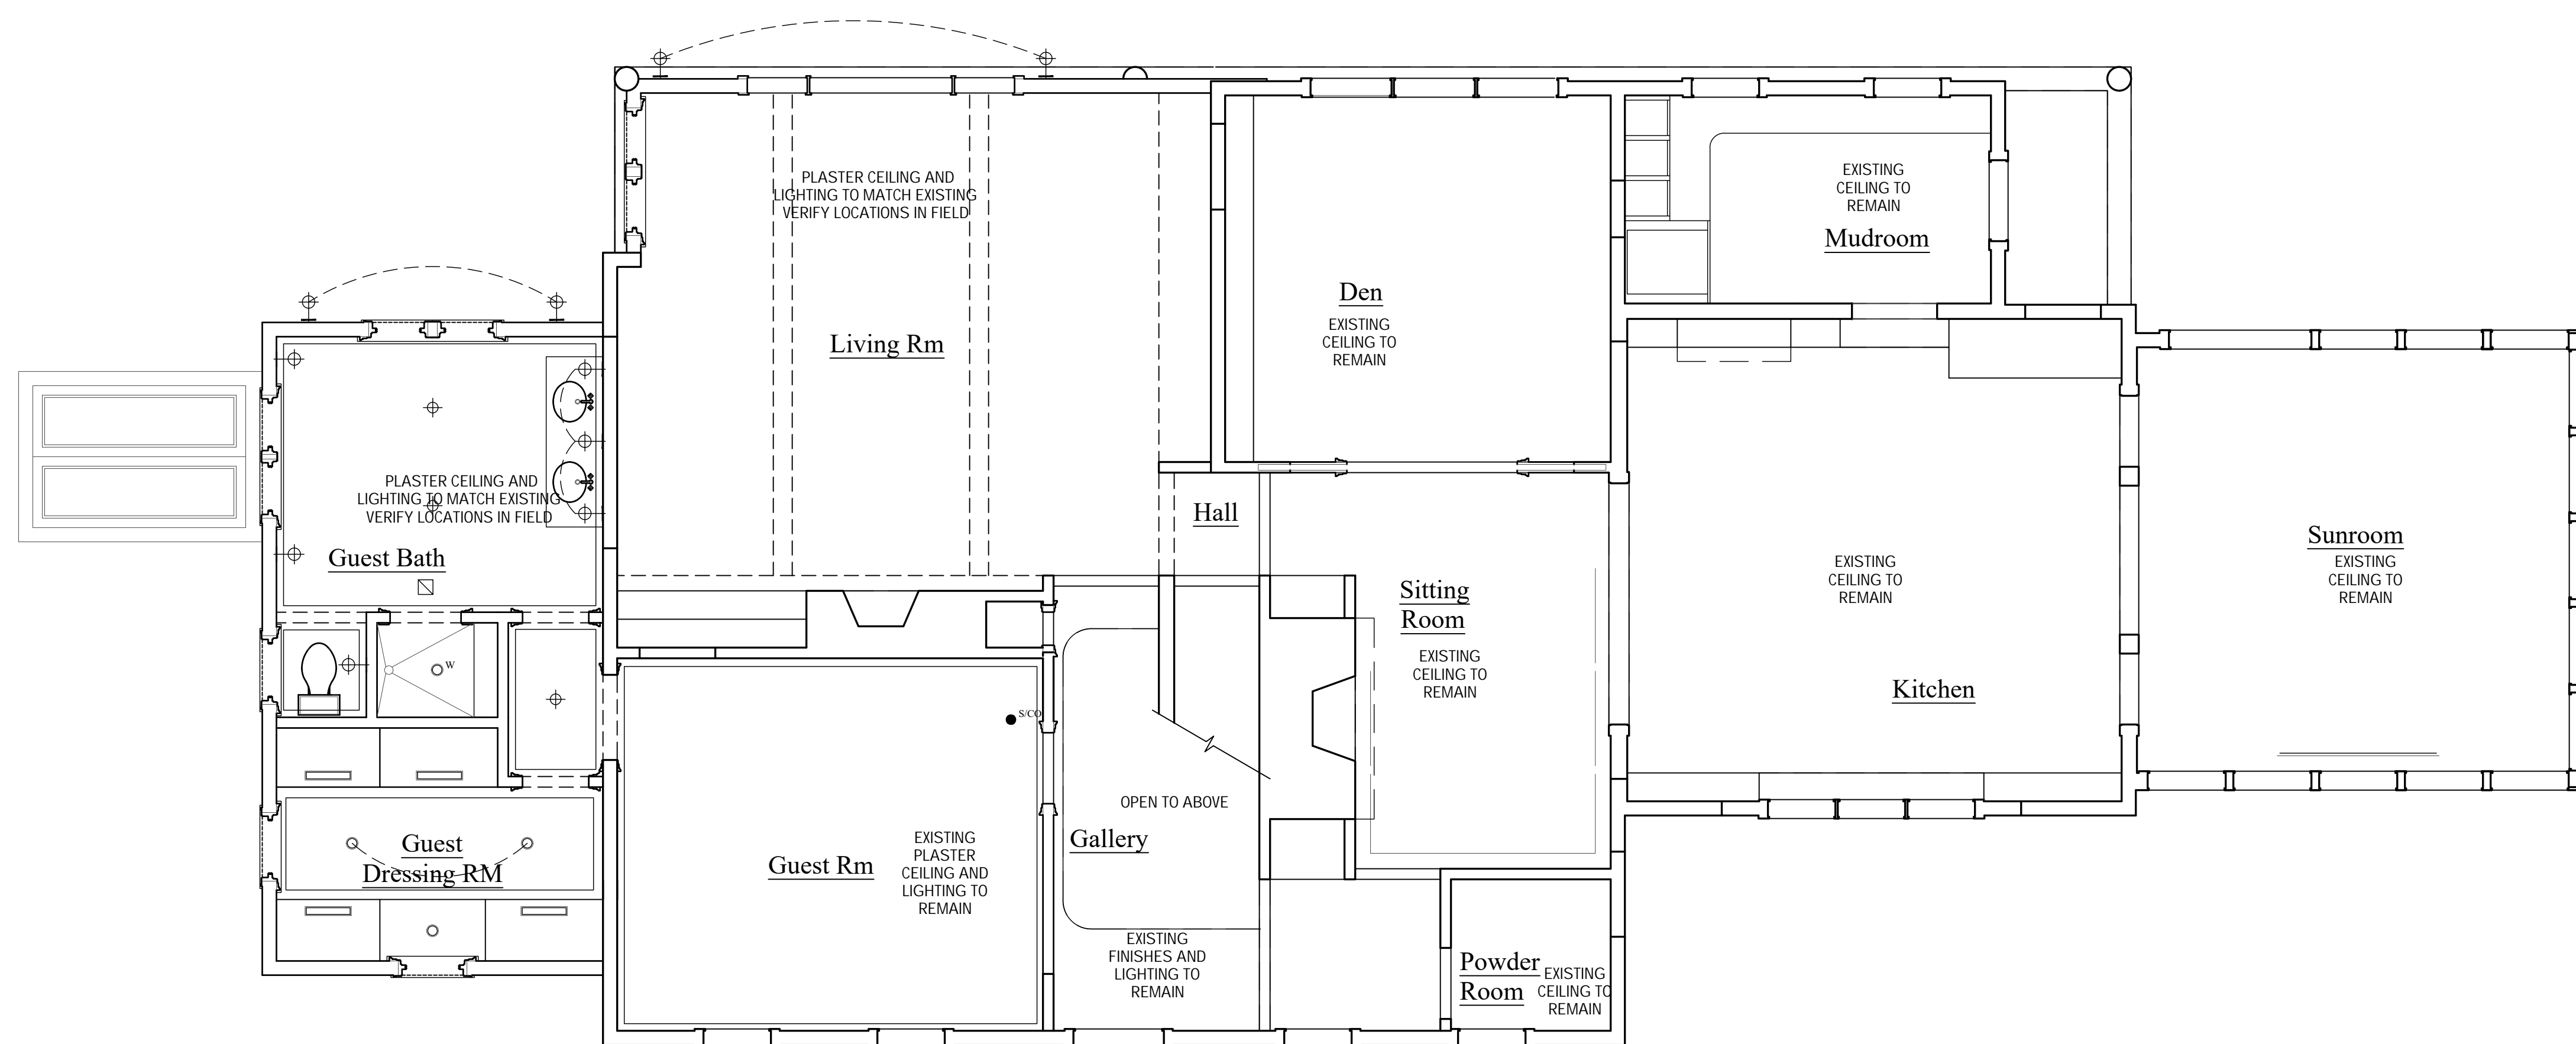 PLASTER CEILING AND
LIGHTING TO MATCH EXISTING
VERIFY LOCATIONS IN FIELD
Living Rm
Den
EXISTING
CEILING TO
REMAIN
EXISTING
CEILING TO
REMAIN
Mudroom
PLASTER CEILING AND
LIGHTING TO MATCH EXISTING
VERIFY LOCATIONS IN FIELD
Guest Bath
W
Hall
Sitting
Room
EXISTING
CEILING TO
REMAIN
EXISTING
CEILING TO
REMAIN
Kitchen
Sunroom
EXISTING
CEILING TO
REMAIN
S/CO
Guest
Dressing RM
Guest Rm
EXISTING
PLASTER
CEILING AND
LIGHTING TO
REMAIN
OPEN TO ABOVE
Gallery
EXISTING
FINISHES AND
LIGHTING TO
REMAIN
Powder
Room
EXISTING
CEILING TO
REMAIN